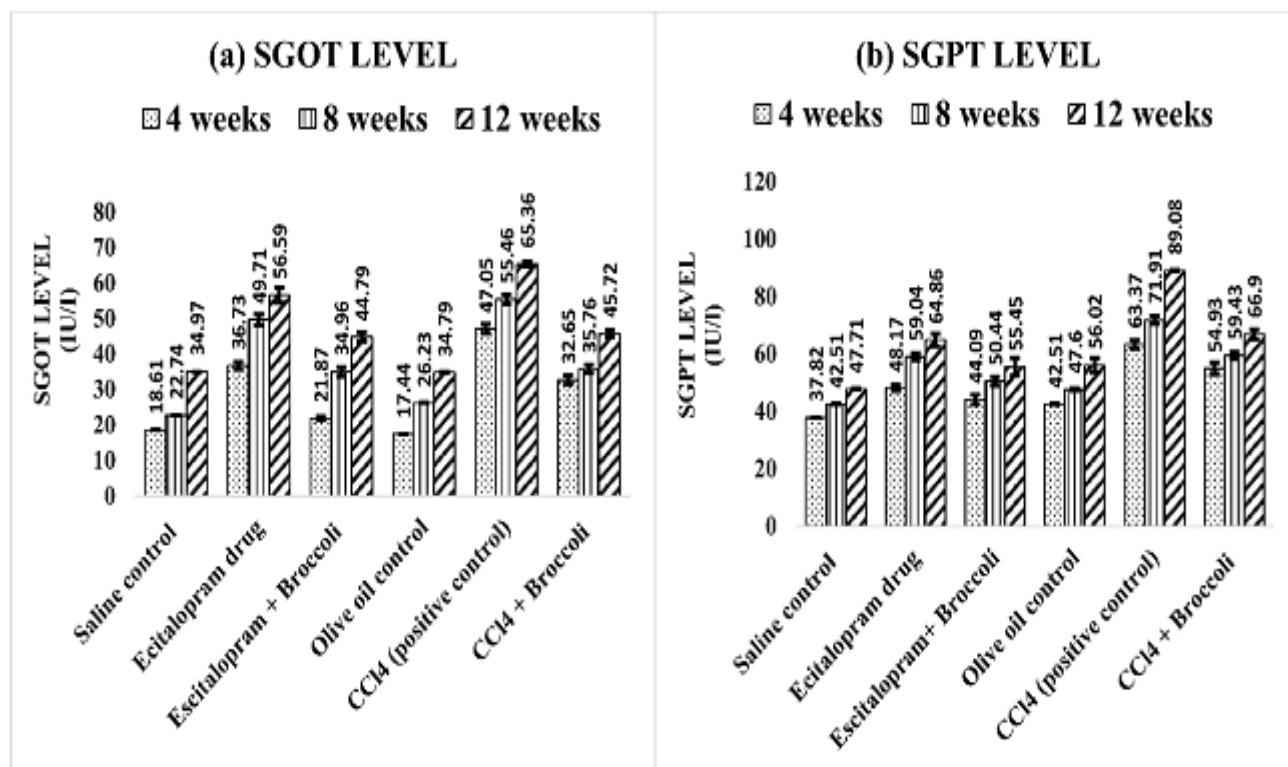 (a) SGOT LEVEL
4 weeks 8 weeks 12 weeks
SGOT LEVEL
(IU/I)
80
70
60
50
40
30
20
10
0
18.61
22.74
34.97
36.73
49.71
56.59
21.87
34.96
44.79
17.44
26.23
34.79
47.05
55.46
65.36
32.65
35.76
45.72
Saline control
Ecitalopram drug
Escitalopram + Broccoli
Olive oil control
CCl4 (positive control)
CCl4 + Broccoli
(b) SGPT LEVEL
4 weeks 8 weeks 12 weeks
SGPT LEVEL
(IU/I)
120
100
80
60
40
20
0
37.82
42.51
47.71
48.17
59.04
64.86
44.09
50.44
55.45
42.51
47.6
56.02
63.37
71.91
89.08
54.93
59.43
66.9
Saline control
Ecitalopram drug
Escitalopram+ Broccoli
Olive oil control
CCl4 (positive control)
CCl4 + Broccoli